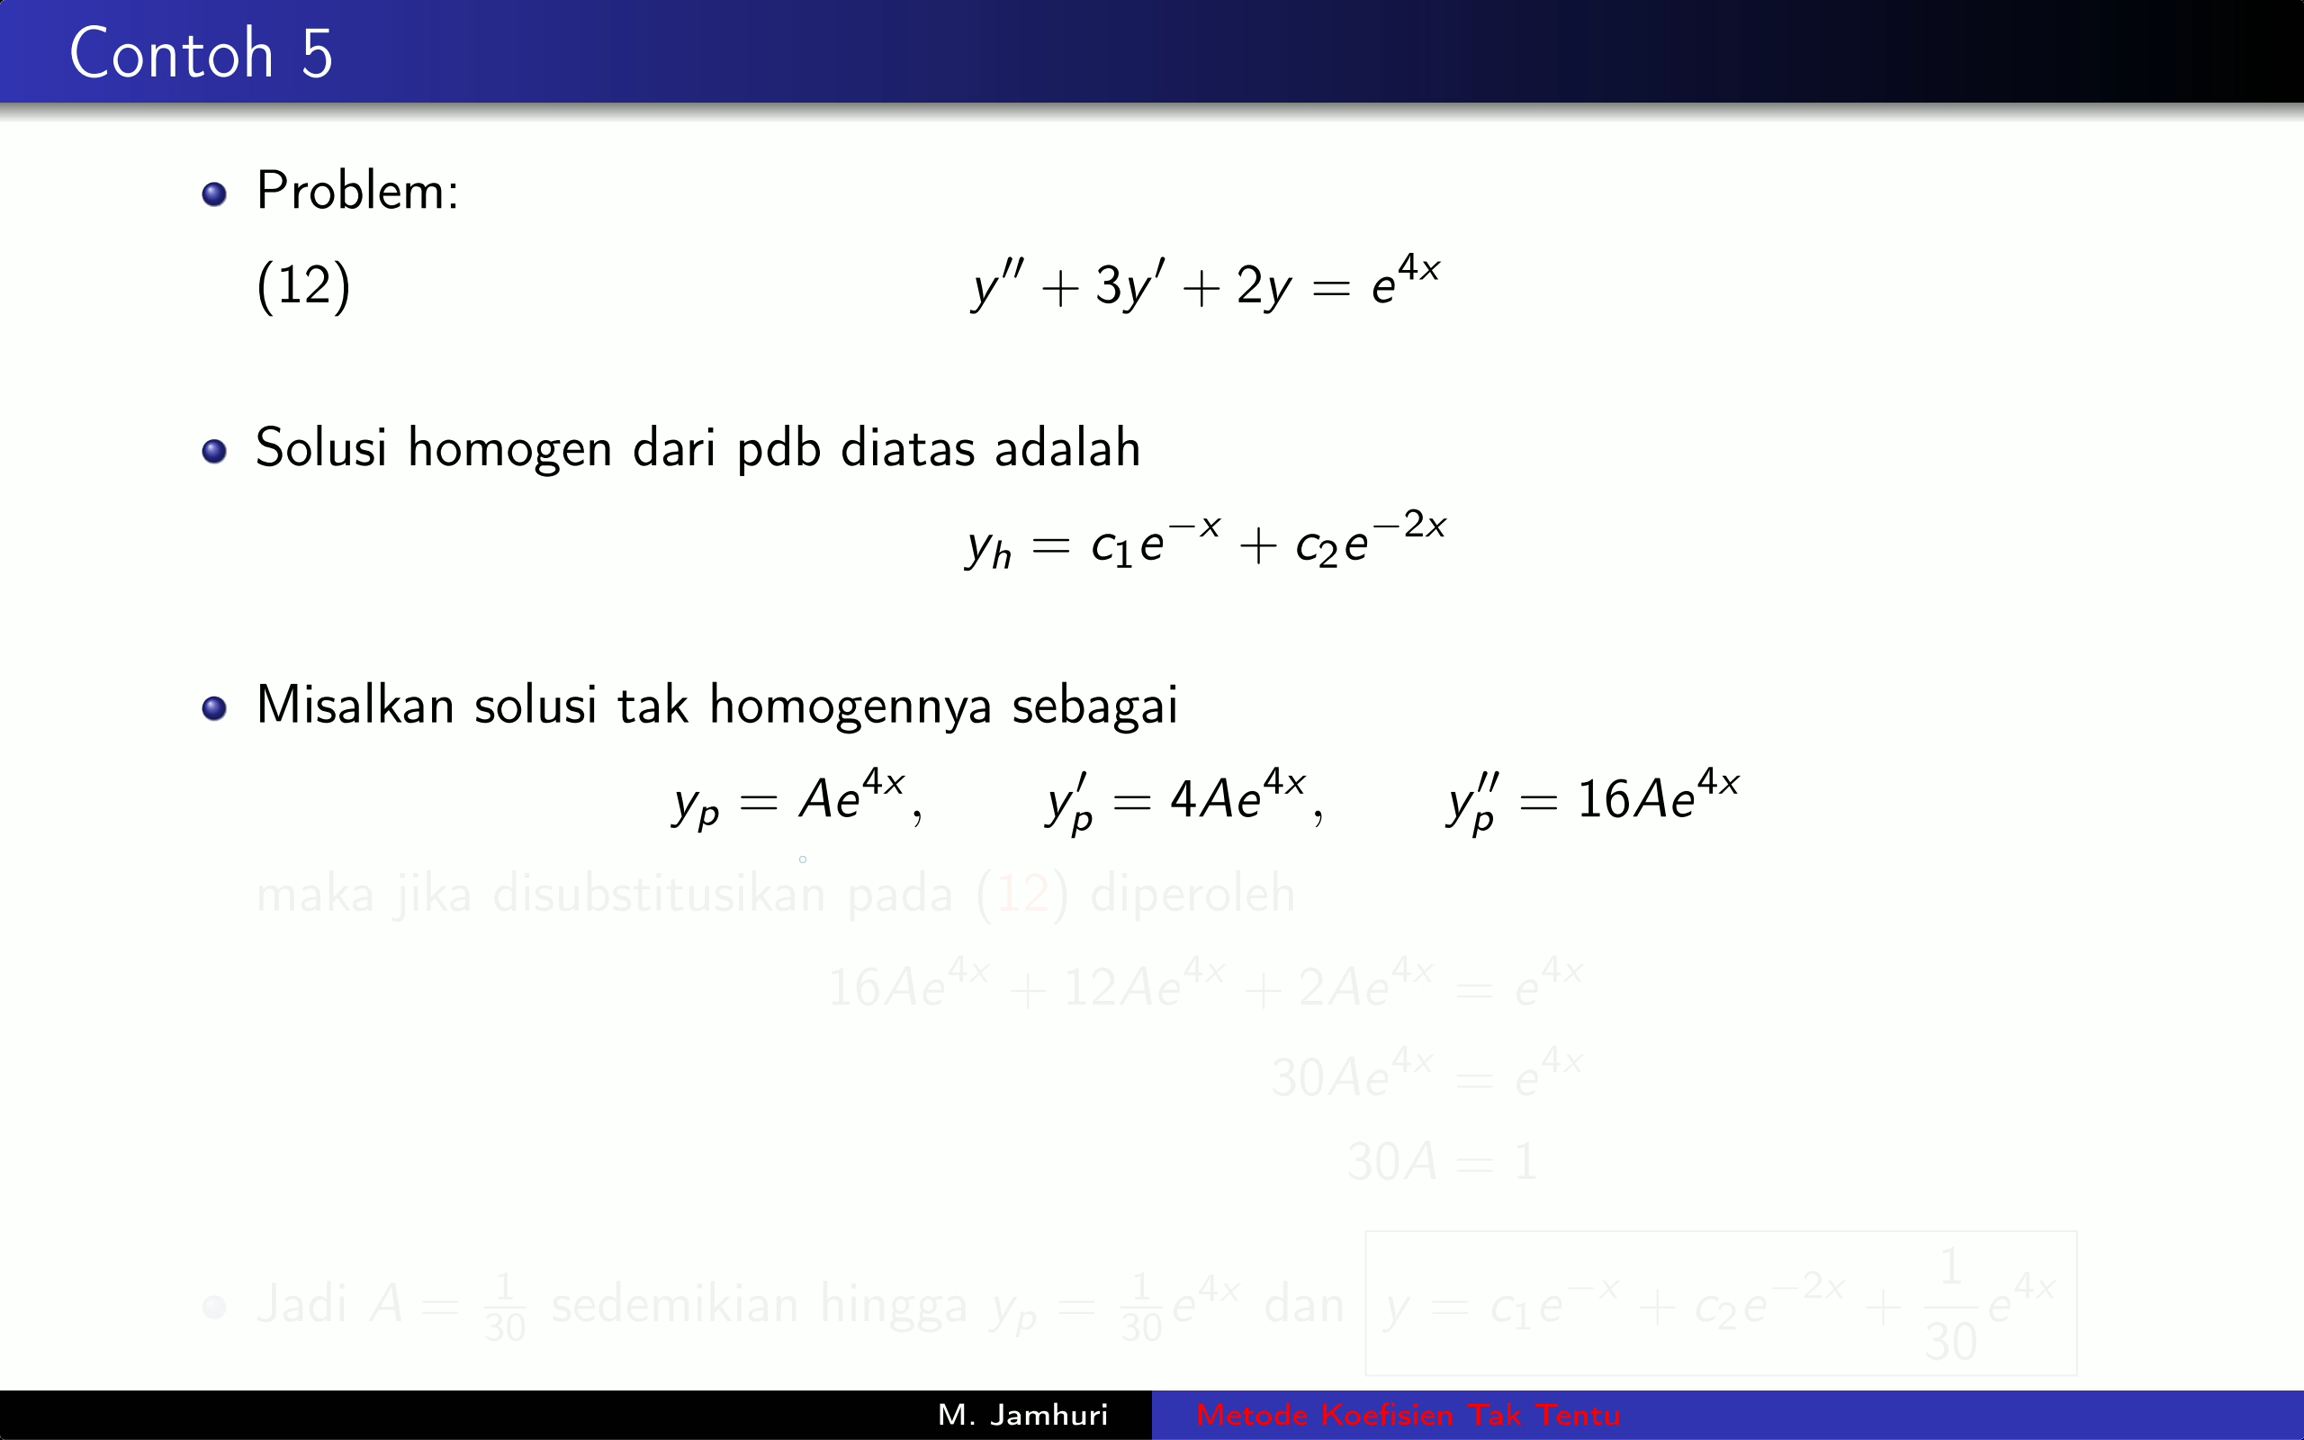 Contoh 5
Problem:
(12) y′′ + 3y′ + 2y = e^{4x}
Solusi homogen dari pdb diatas adalah
y_h = c_1e^{−x} + c_2e^{−2x}
Misalkan solusi tak homogennya sebagai
y_p = Ae^{4x}, y′_p = 4Ae^{4x}, y′′_p = 16Ae^{4x}
maka jika disubstitusikan pada (12) diperoleh
16Ae^{4x} + 12Ae^{4x} + 2Ae^{4x} = e^{4x}
30Ae^{4x} = e^{4x}
30A = 1
Jadi A = \frac{1}{30} sedemikian hingga y_p = \frac{1}{30}e^{4x} dan y = c_1e^{−x} + c_2e^{−2x} + \frac{1}{30}e^{4x}
M. Jamhuri Metode Koefisien Tak Tentu